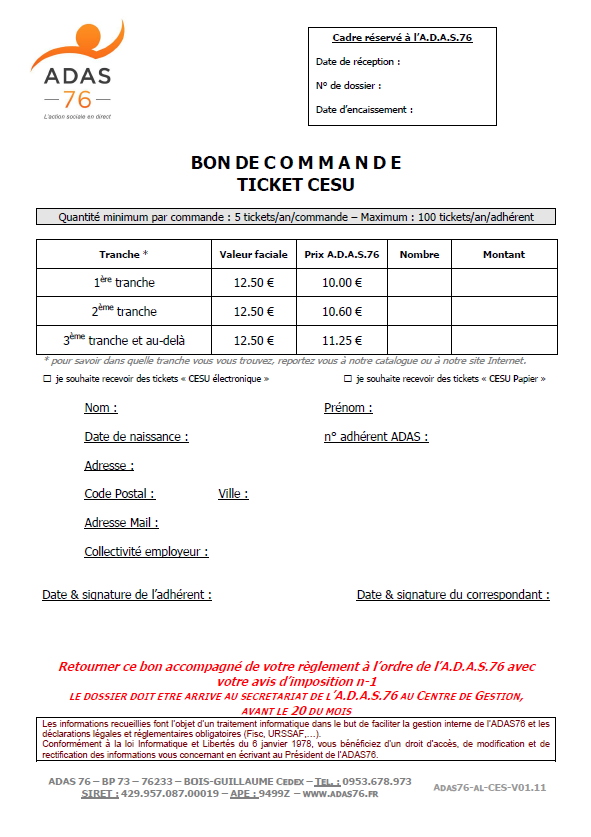 ADAS
76
L'action sociale en direct
Cadre réservé à l'A.D.A.S.76
Date de réception :
N° de dossier :
Date d'encaissement :
BON DE C O M M A N D E
TICKET CESU
Quantité minimum par commande : 5 tickets/an/commande – Maximum : 100 tickets/an/adhérent
Tranche * Valeur faciale Prix A.D.A.S.76 Nombre Montant
1ère tranche 12.50 € 10.00 €
2ème tranche 12.50 € 10.60 €
3ème tranche et au-delà 12.50 € 11.25 €
* pour savoir dans quelle tranche vous vous trouvez, reportez vous à notre catalogue ou à notre site Internet.
☐ je souhaite recevoir des tickets « CESU électronique » ☐ je souhaite recevoir des tickets « CESU Papier »
Nom : Prénom :
Date de naissance : n° adhérent ADAS :
Adresse :
Code Postal : Ville :
Adresse Mail :
Collectivité employeur :
Date & signature de l'adhérent : Date & signature du correspondant :
Retourner ce bon accompagné de votre règlement à l'ordre de l'A.D.A.S.76 avec
votre avis d'imposition n-1
LE DOSSIER DOIT ETRE ARRIVE AU SECRETARIAT DE L'A.D.A.S.76 AU CENTRE DE GESTION,
AVANT LE 20 DU MOIS
Les informations recueillies font l'objet d'un traitement informatique dans le but de faciliter la gestion interne de l'ADAS76 et les
déclarations légales et réglementaires obligatoires (Fisc, URSSAF,…).
Conformément à la loi Informatique et Libertés du 6 janvier 1978, vous bénéficiez d'un droit d'accès, de modification et de
rectification des informations vous concernant en écrivant au Président de l'ADAS76.
ADAS 76 – BP 73 – 76233 – BOIS-GUILLAUME CEDEX – TEL. : 0953.678.973
SIRET : 429.957.087.00019 – APE : 9499Z – WWW.ADAS76.FR
ADAS76-AL-CES-V01.11